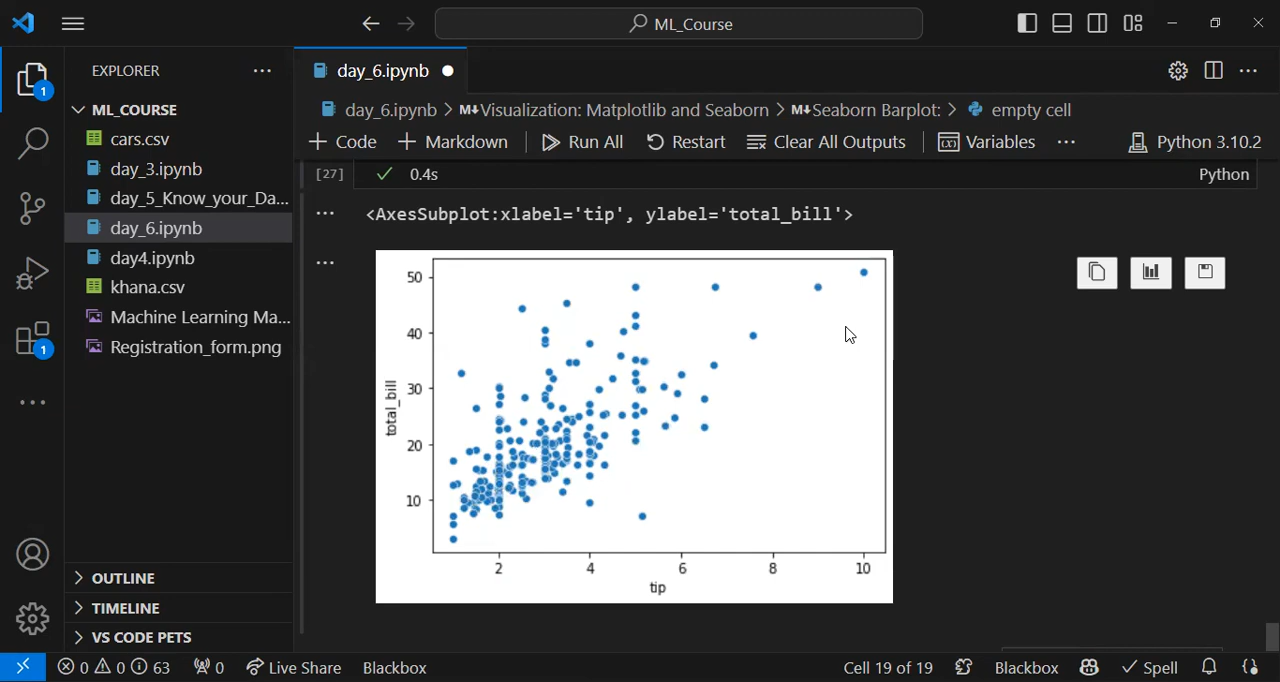 ML_Course
EXPLORER
day_6.ipynb
ML_COURSE
cars.csv
day_3.ipynb
day_5_Know_your_Da...
day_6.ipynb
day4.ipynb
khana.csv
Machine Learning Ma...
Registration_form.png
OUTLINE
TIMELINE
VS CODE PETS
day_6.ipynb > M↓Visualization: Matplotlib and Seaborn > M↓Seaborn Barplot: > empty cell
+ Code + Markdown Run All Restart Clear All Outputs Variables ... Python 3.10.2
[27] ✓ 0.4s Python
<AxesSubplot:xlabel='tip', ylabel='total_bill'>
50
40
30
20
10
total_bill
2 4 6 8 10
tip
1
1
0 0 63 0 Live Share Blackbox Cell 19 of 19 Blackbox Spell